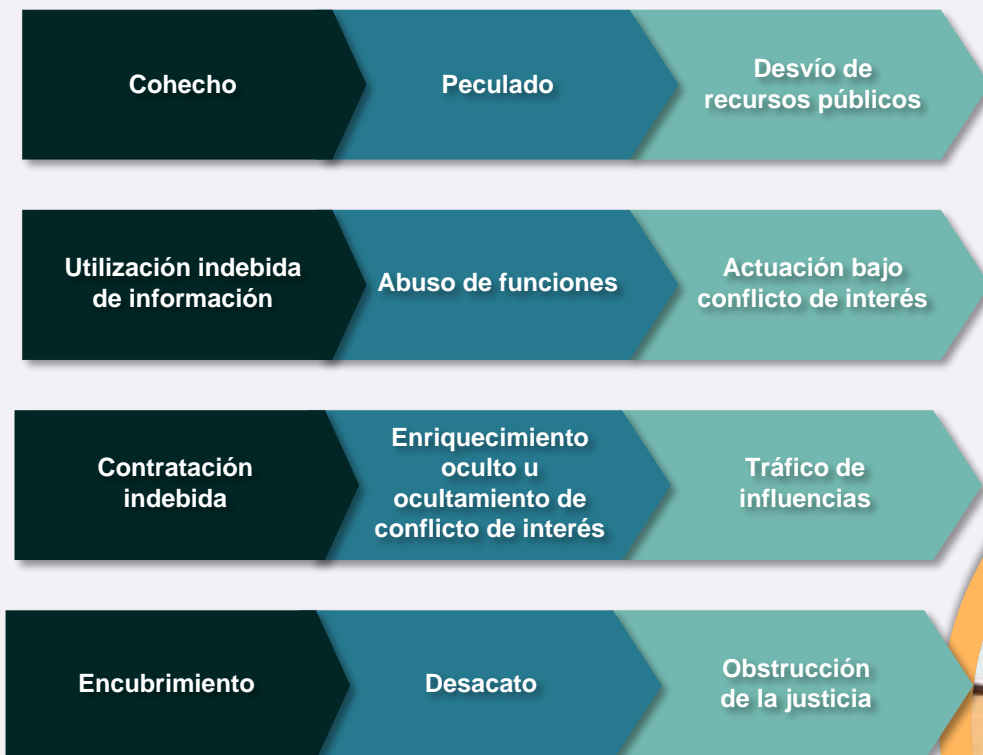 Cohecho
Peculado
Desvío de
recursos públicos
Utilización indebida
de información
Abuso de funciones
Actuación bajo
conflicto de interés
Contratación
indebida
Enriquecimiento
oculto u
ocultamiento de
conflicto de interés
Tráfico de
influencias
Encubrimiento
Desacato
Obstrucción
de la justicia